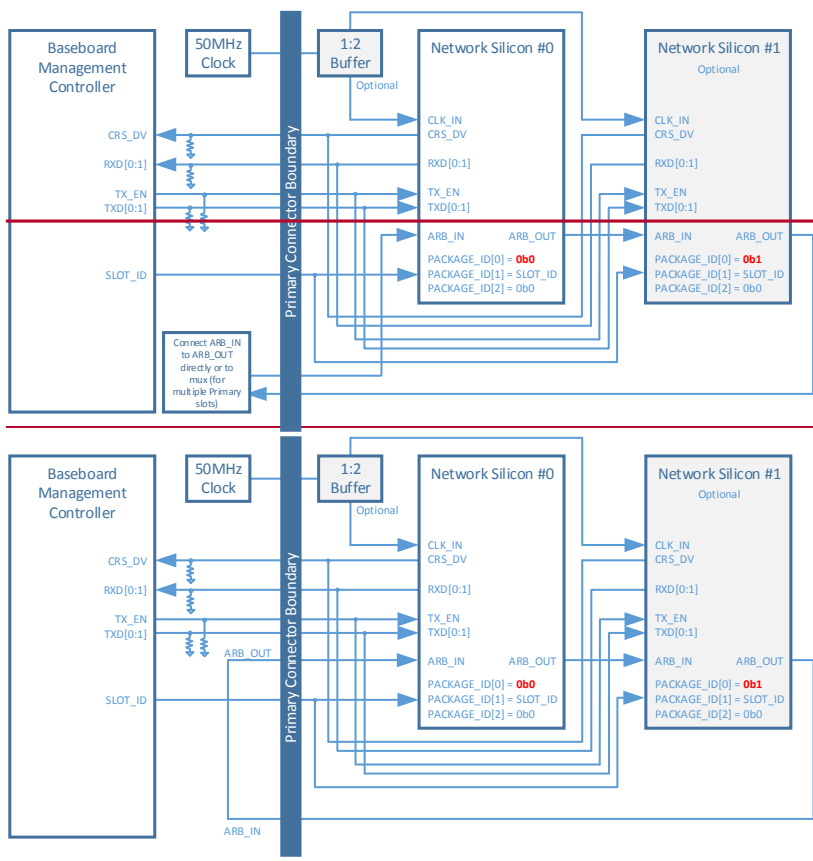 Baseboard
Management
Controller
50MHz
Clock
1:2
Buffer
Optional
Network Silicon #0
Network Silicon #1
Optional
Primary Connector Boundary
CRS_DV
RXD[0:1]
TX_EN
TXD[0:1]
SLOT_ID
CLK_IN
CRS_DV
RXD[0:1]
TX_EN
TXD[0:1]
ARB_IN ARB_OUT
PACKAGE_ID[0] = 0b0
PACKAGE_ID[1] = SLOT_ID
PACKAGE_ID[2] = 0b0
CLK_IN
CRS_DV
RXD[0:1]
TX_EN
TXD[0:1]
ARB_IN ARB_OUT
PACKAGE_ID[0] = 0b1
PACKAGE_ID[1] = SLOT_ID
PACKAGE_ID[2] = 0b0
Connect ARB_IN
to ARB_OUT
directly or to
mux (for
multiple Primary
slots)
Baseboard
Management
Controller
50MHz
Clock
1:2
Buffer
Optional
Network Silicon #0
Network Silicon #1
Optional
Primary Connector Boundary
CRS_DV
RXD[0:1]
TX_EN
TXD[0:1]
SLOT_ID
ARB_OUT
ARB_IN
CLK_IN
CRS_DV
RXD[0:1]
TX_EN
TXD[0:1]
ARB_IN ARB_OUT
PACKAGE_ID[0] = 0b0
PACKAGE_ID[1] = SLOT_ID
PACKAGE_ID[2] = 0b0
CLK_IN
CRS_DV
RXD[0:1]
TX_EN
TXD[0:1]
ARB_IN ARB_OUT
PACKAGE_ID[0] = 0b1
PACKAGE_ID[1] = SLOT_ID
PACKAGE_ID[2] = 0b0